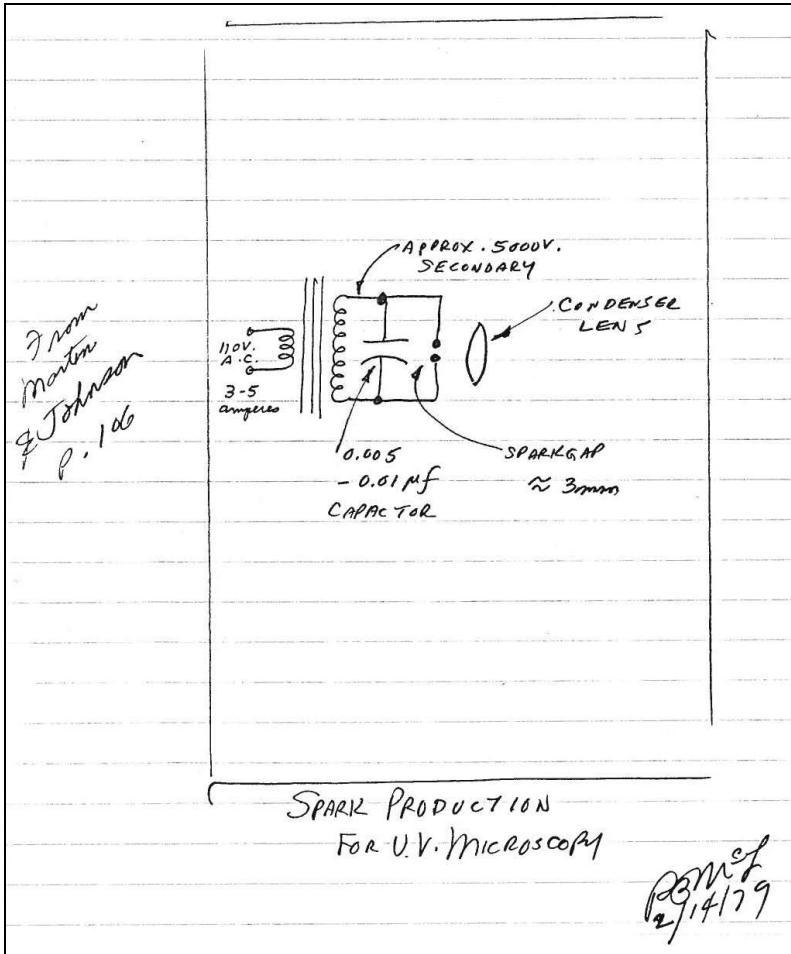 From
Martin
& Johnson
P. 106
APPROX. 5000V.
SECONDARY
CONDENSER
LENS
110V.
A.C.
3-5
amperes
0.005
- 0.01 µf
CAPACTOR
SPARKGAP
≈ 3mm
SPARK PRODUCTION
FOR U.V. MICROSCOPY
2/14/79